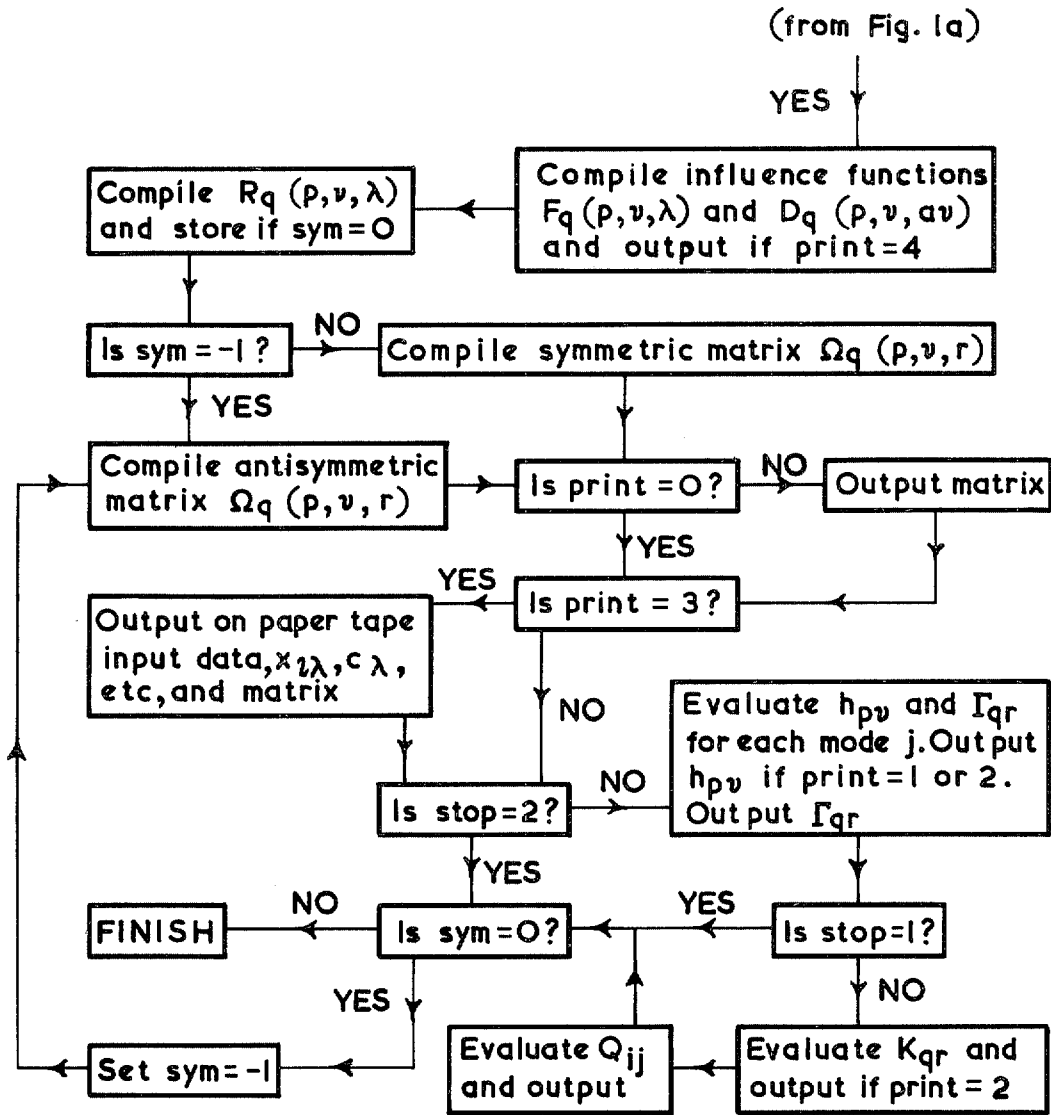 (from Fig. 1a)
YES
Compile influence functions
Fq (p,ν,λ) and Dq (p,ν,aν)
and output if print=4
Compile Rq (p,ν,λ)
and store if sym=0
Is sym=-1?
NO
Compile symmetric matrix Ωq (p,ν,r)
YES
Compile antisymmetric
matrix Ωq (p,ν,r)
Is print=0?
NO
Output matrix
YES
Is print = 3?
YES
Output on paper tape
input data, xlλ, cλ,
etc, and matrix
NO
Evaluate hpν and Γqr
for each mode j. Output
hpν if print=1 or 2.
Output Γqr
Is stop=2?
NO
YES
FINISH
NO
Is sym=0?
YES
Is stop=1?
YES
NO
Set sym=-1
Evaluate Qij
and output
Evaluate Kqr and
output if print = 2